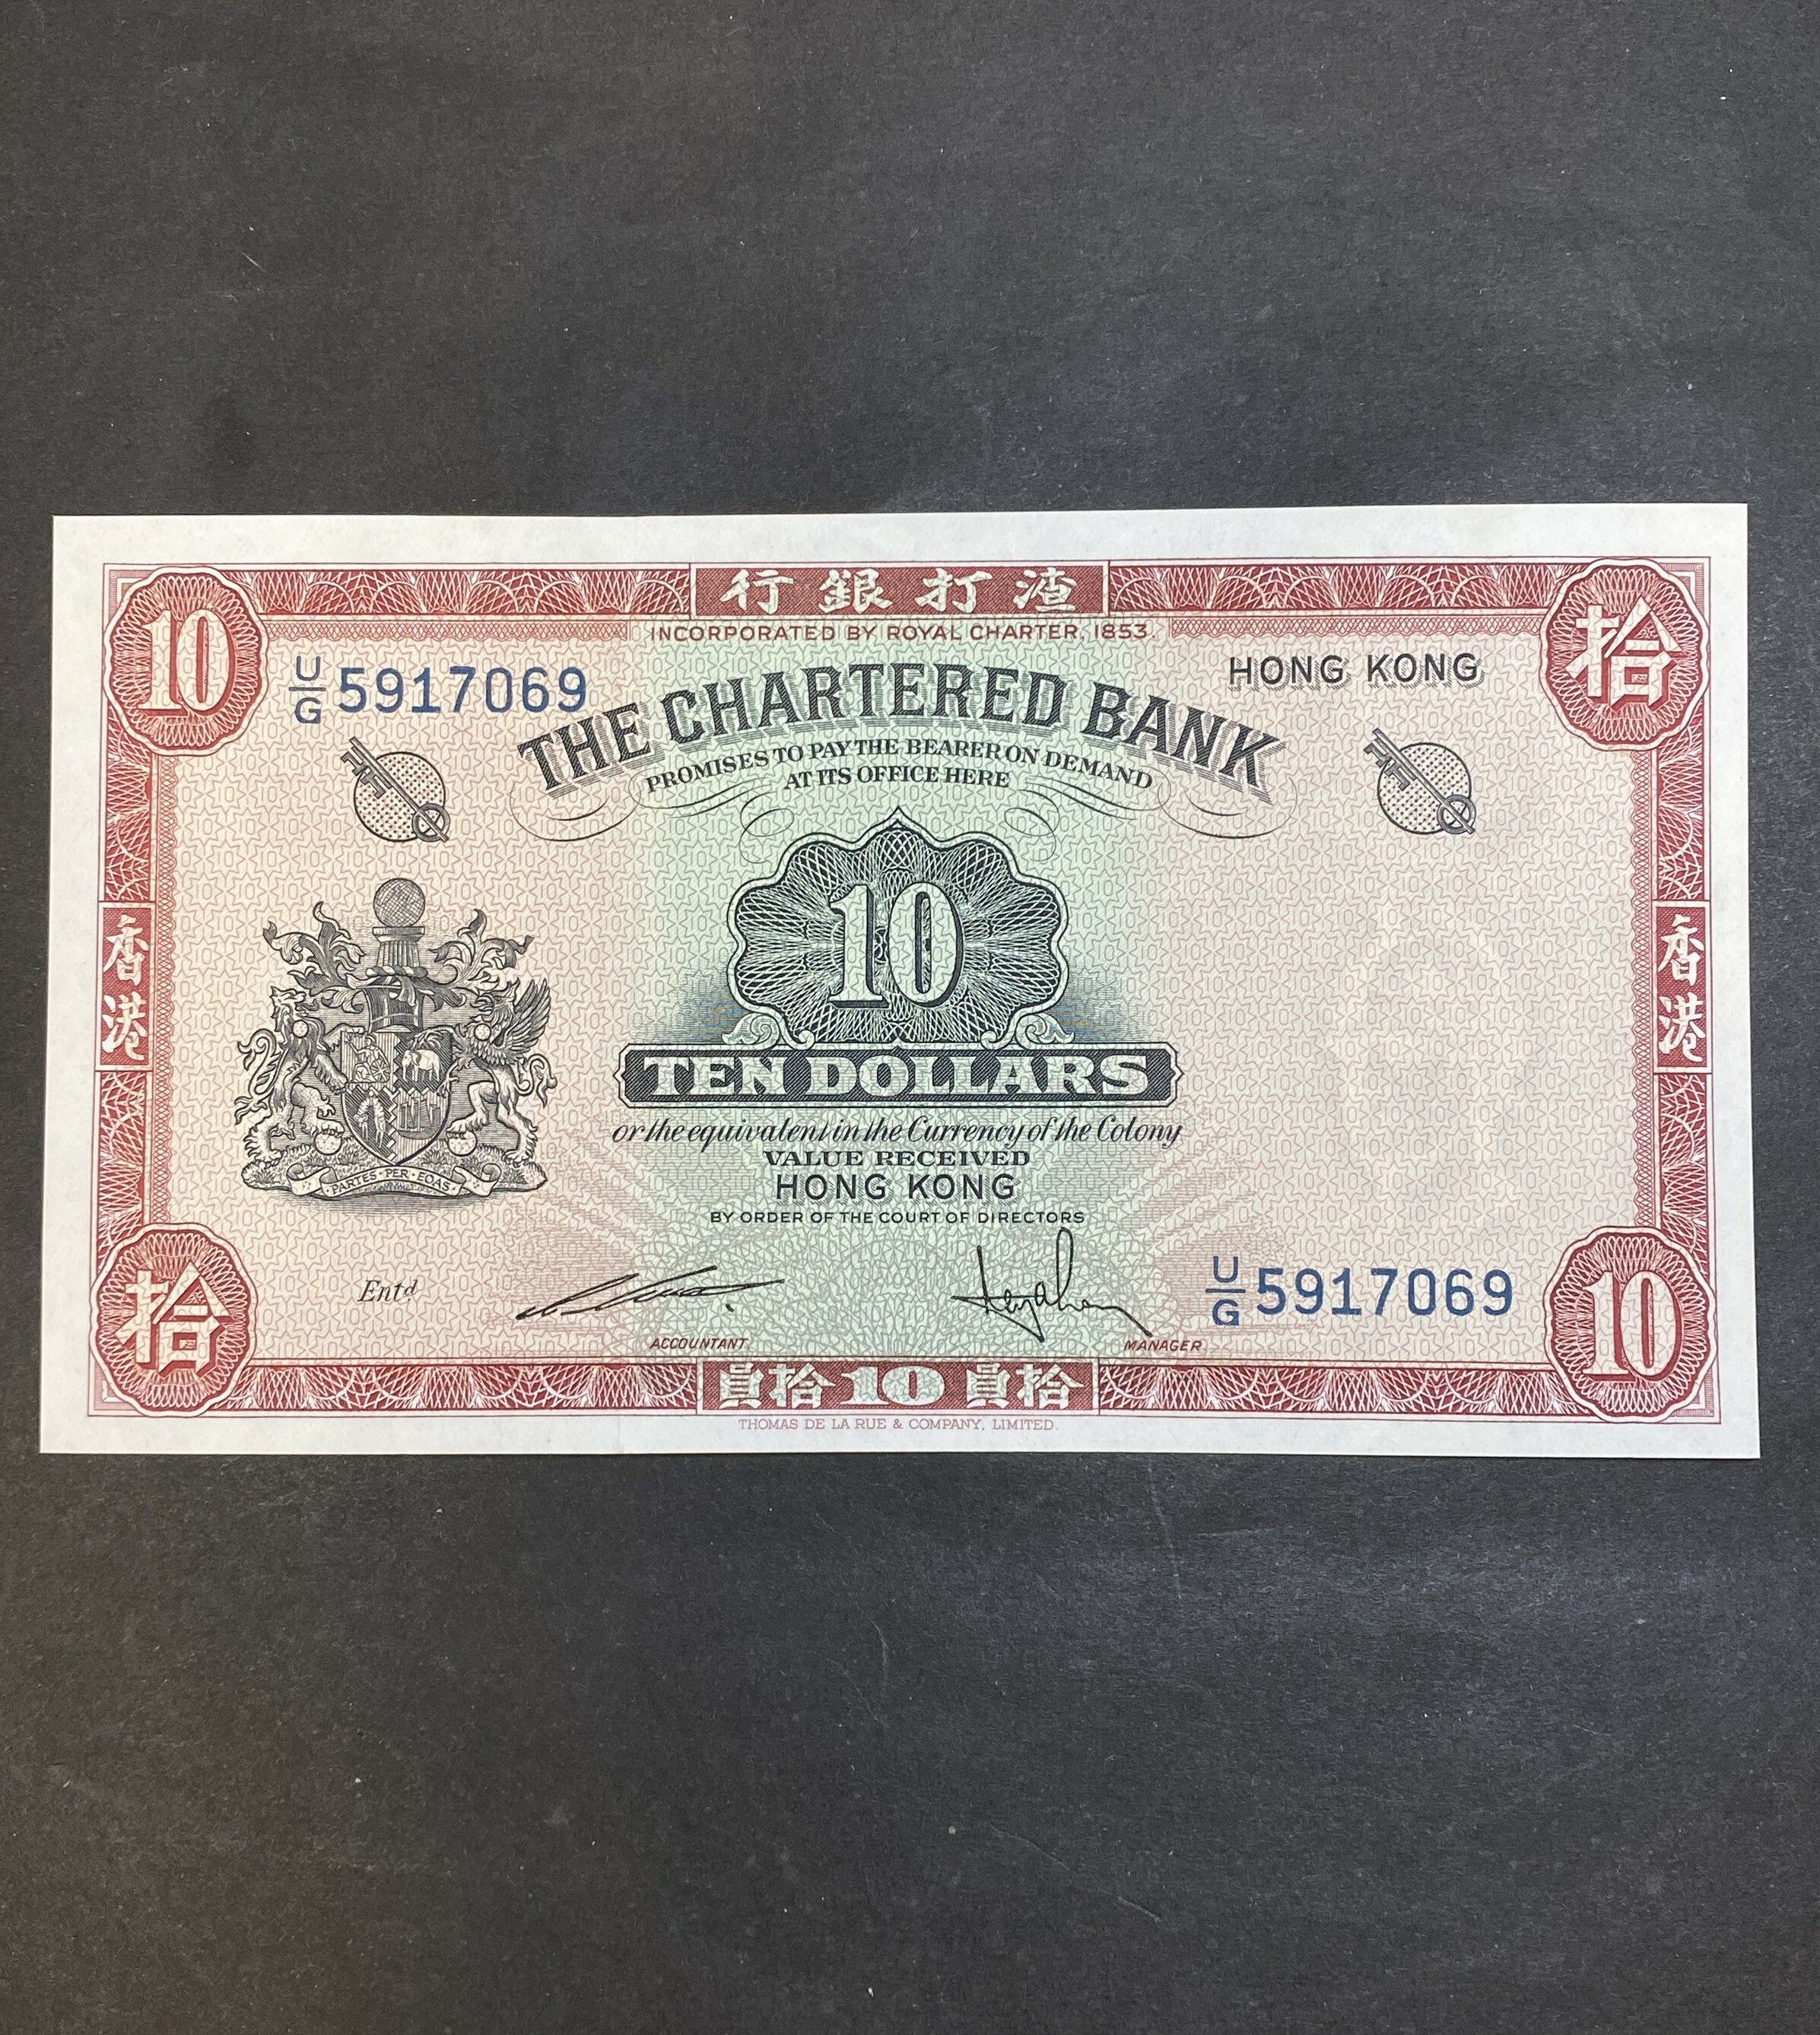 行銀打渣
INCORPORATED BY ROYAL CHARTER, 1853.
10
拾
U/G 5917069
HONG KONG
THE CHARTERED BANK
PROMISES TO PAY THE BEARER ON DEMAND
AT ITS OFFICE HERE
10
香港
香港
TEN DOLLARS
or the equivalent in the Currency of the Colony
VALUE RECEIVED
HONG KONG
BY ORDER OF THE COURT OF DIRECTORS
PARTES·PER·EOAS
Entd
U/G 5917069
ACCOUNTANT
MANAGER
拾
員拾 10 員拾
10
THOMAS DE LA RUE & COMPANY, LIMITED.